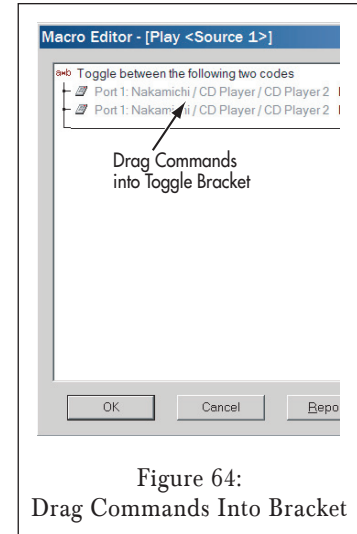 Macro Editor - [Play <Source 1>]
a↔b Toggle between the following two codes
Port 1: Nakamichi / CD Player / CD Player 2
Port 1: Nakamichi / CD Player / CD Player 2
Drag Commands
into Toggle Bracket
OK Cancel Repo
Figure 64:
Drag Commands Into Bracket